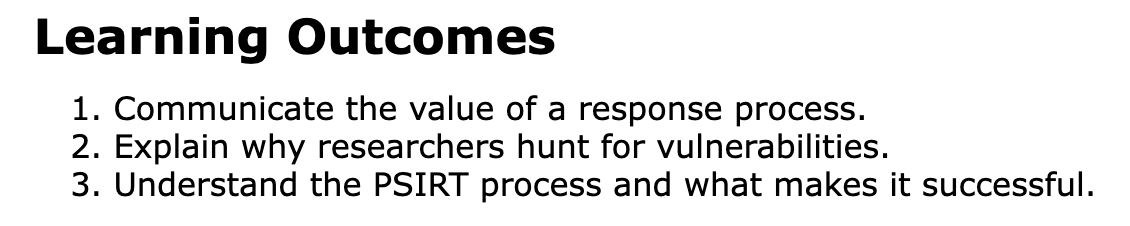 Learning Outcomes
1. Communicate the value of a response process.
2. Explain why researchers hunt for vulnerabilities.
3. Understand the PSIRT process and what makes it successful.